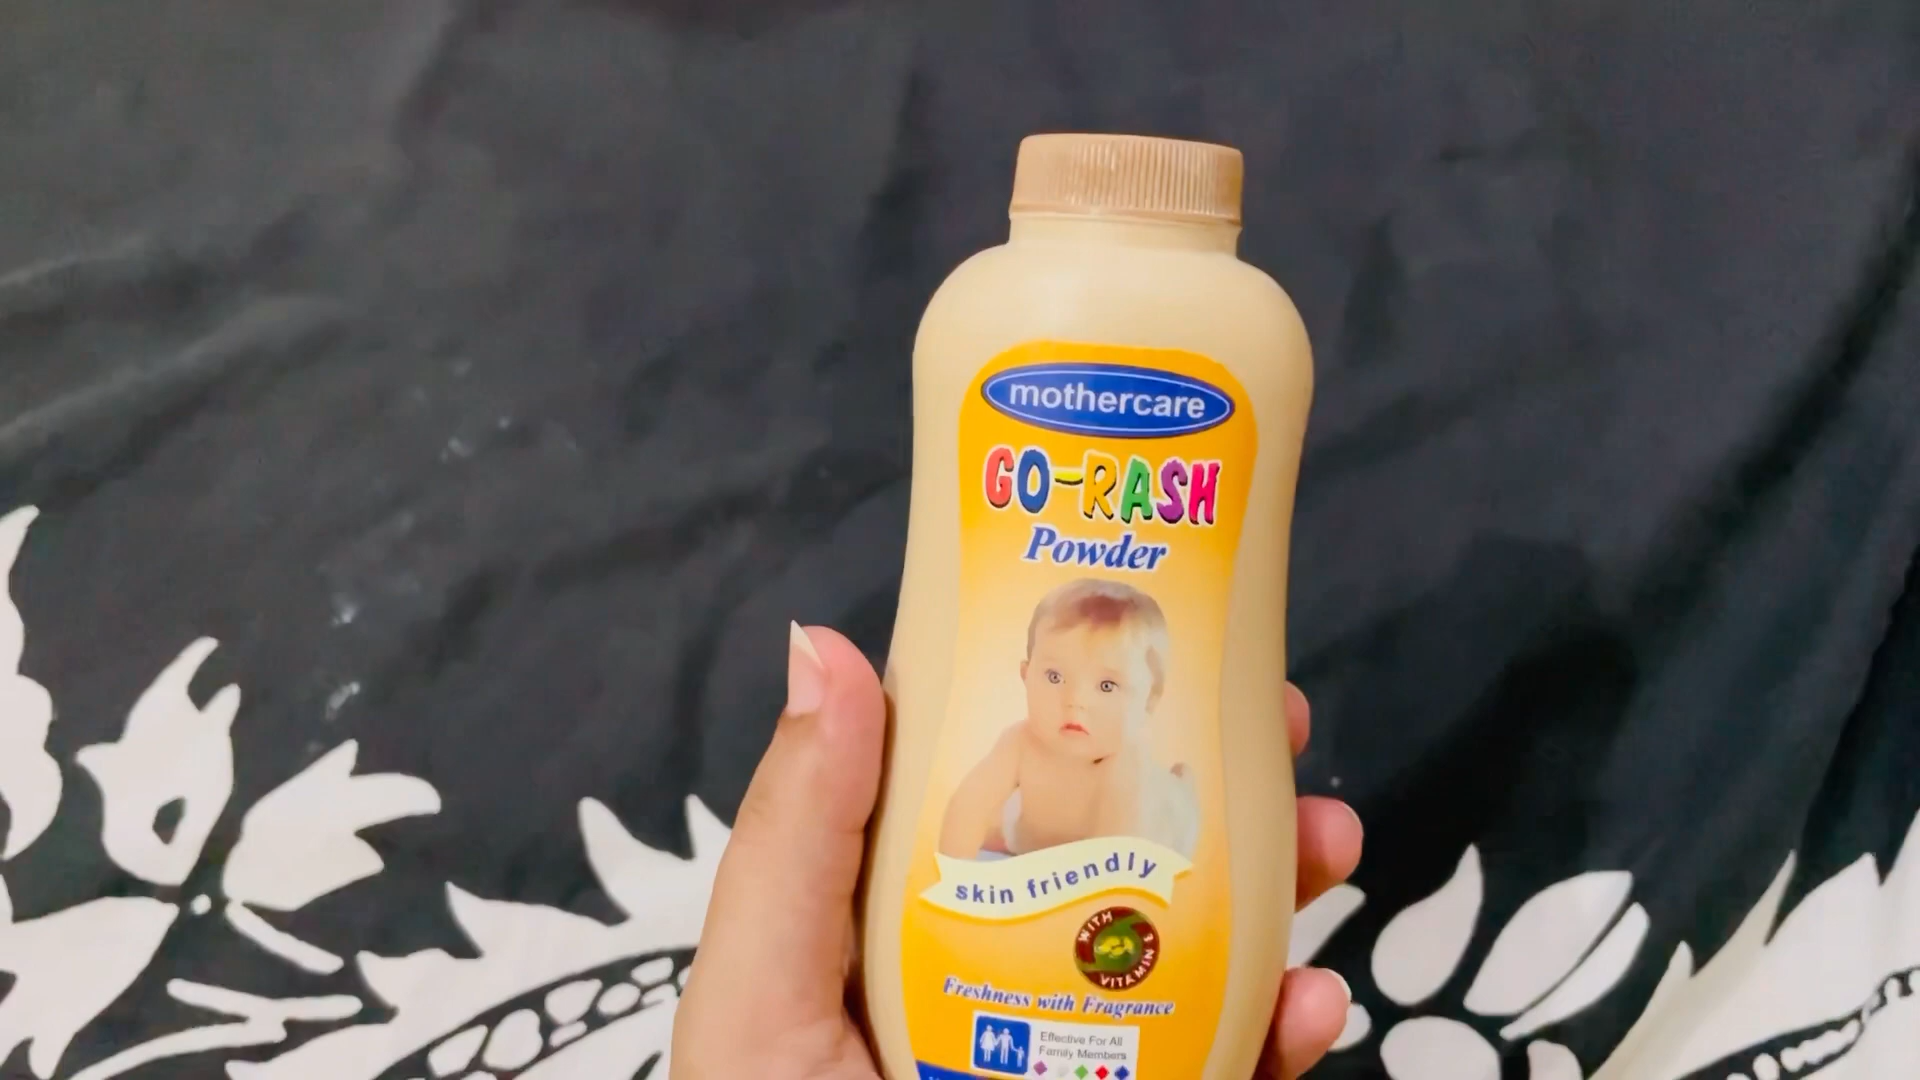 mothercare
GO-RASH
Powder
skin friendly
WITH VITAMIN E
Freshness with Fragrance
Effective For All
Family Members